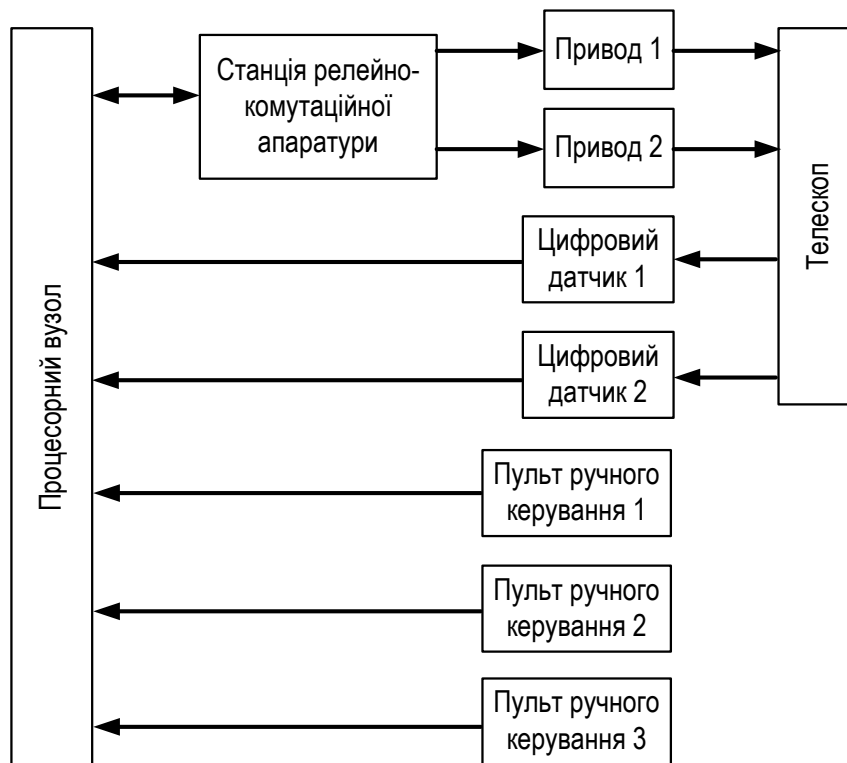 Процесорний вузол
Станція релейно-
комутаційної
апаратури
Привод 1
Привод 2
Телескоп
Цифровий
датчик 1
Цифровий
датчик 2
Пульт ручного
керування 1
Пульт ручного
керування 2
Пульт ручного
керування 3